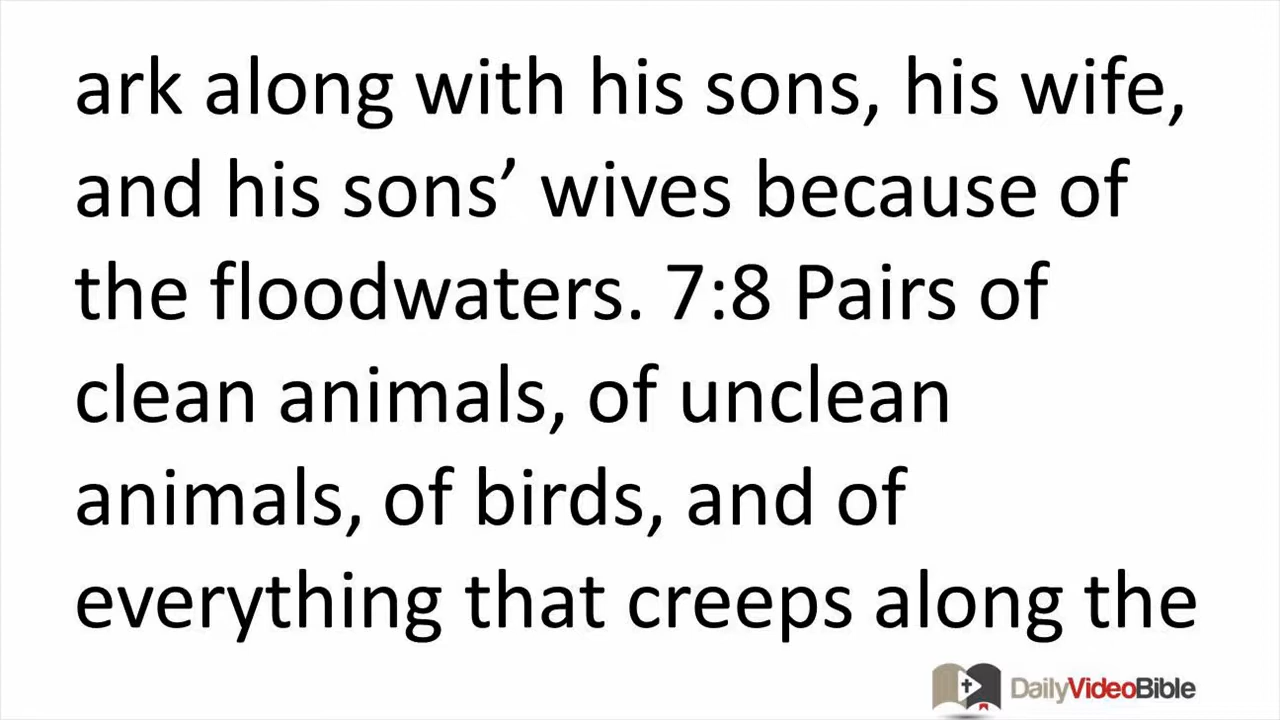 ark along with his sons, his wife,
and his sons’ wives because of
the floodwaters. 7:8 Pairs of
clean animals, of unclean
animals, of birds, and of
everything that creeps along the
DailyVideoBible